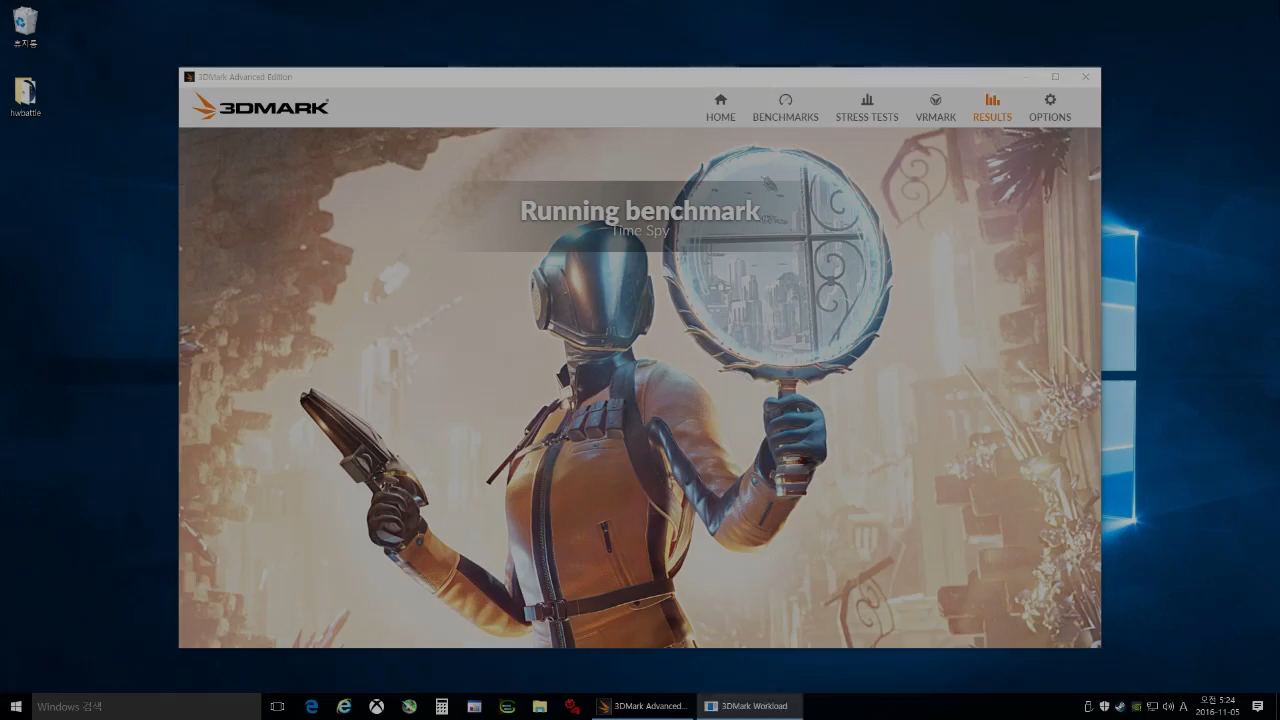 휴지통
hwbattle
3DMark Advanced Edition
3DMARK
HOME
BENCHMARKS
STRESS TESTS
VRMARK
RESULTS
OPTIONS
Running benchmark
Time Spy
Windows 검색
3DMark Advanced...
3DMark Workload
A
오전 5:24
2016-11-05